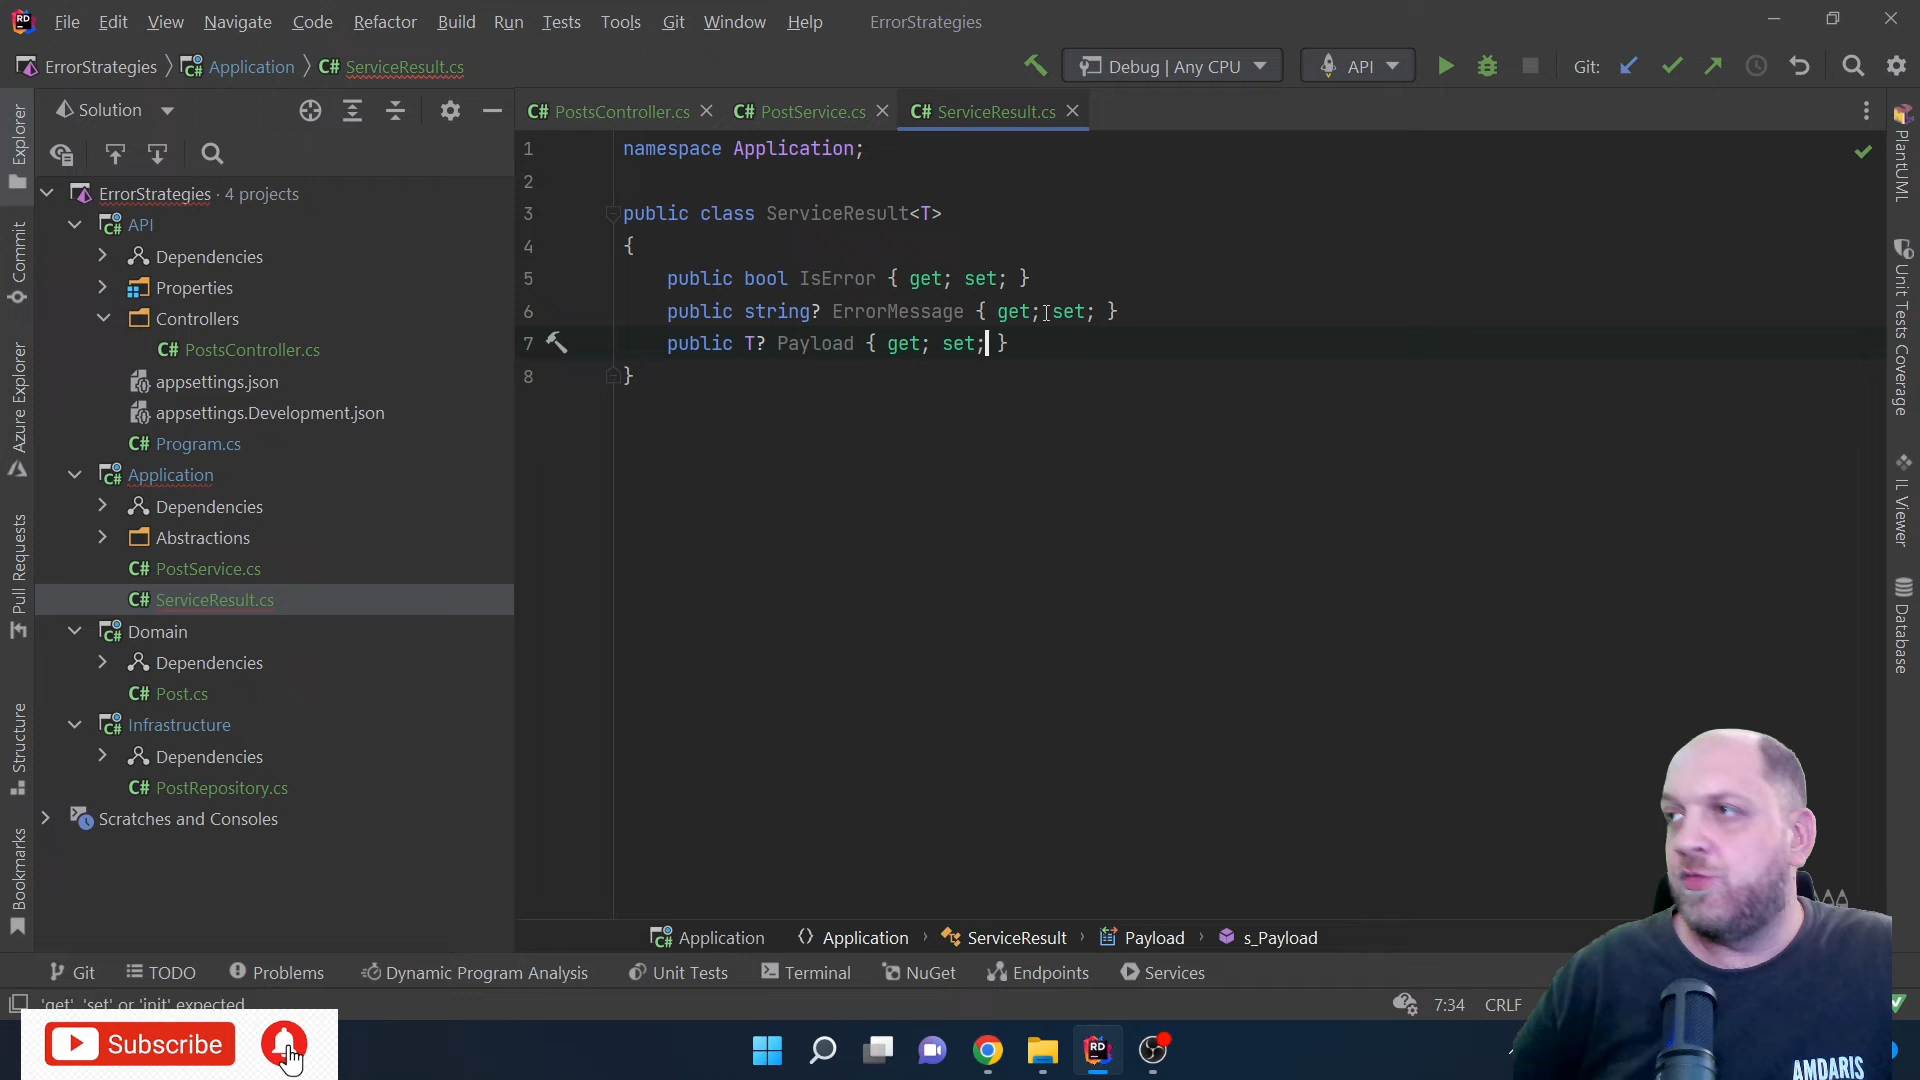 File Edit View Navigate Code Refactor Build Run Tests Tools Git Window Help ErrorStrategies
ErrorStrategies Application C# ServiceResult.cs Debug | Any CPU API Git:
Solution
C# PostsController.cs C# PostService.cs C# ServiceResult.cs
Explorer
Commit
Azure Explorer
Pull Requests
Structure
Bookmarks
ErrorStrategies · 4 projects
API
Dependencies
Properties
Controllers
C# PostsController.cs
appsettings.json
appsettings.Development.json
C# Program.cs
Application
Dependencies
Abstractions
C# PostService.cs
C# ServiceResult.cs
Domain
Dependencies
C# Post.cs
Infrastructure
Dependencies
C# PostRepository.cs
Scratches and Consoles
1 namespace Application;
2
3 public class ServiceResult<T>
4 {
5 public bool IsError { get; set; }
6 public string? ErrorMessage { get; set; }
7 public T? Payload { get; set; }
8 }
PlantUML
Unit Tests Coverage
IL Viewer
Database
Application Application ServiceResult Payload s_Payload
Git TODO Problems Dynamic Program Analysis Unit Tests Terminal NuGet Endpoints Services
'get', 'set' or 'init' expected 7:34 CRLF
Subscribe
RD
AMDARIS